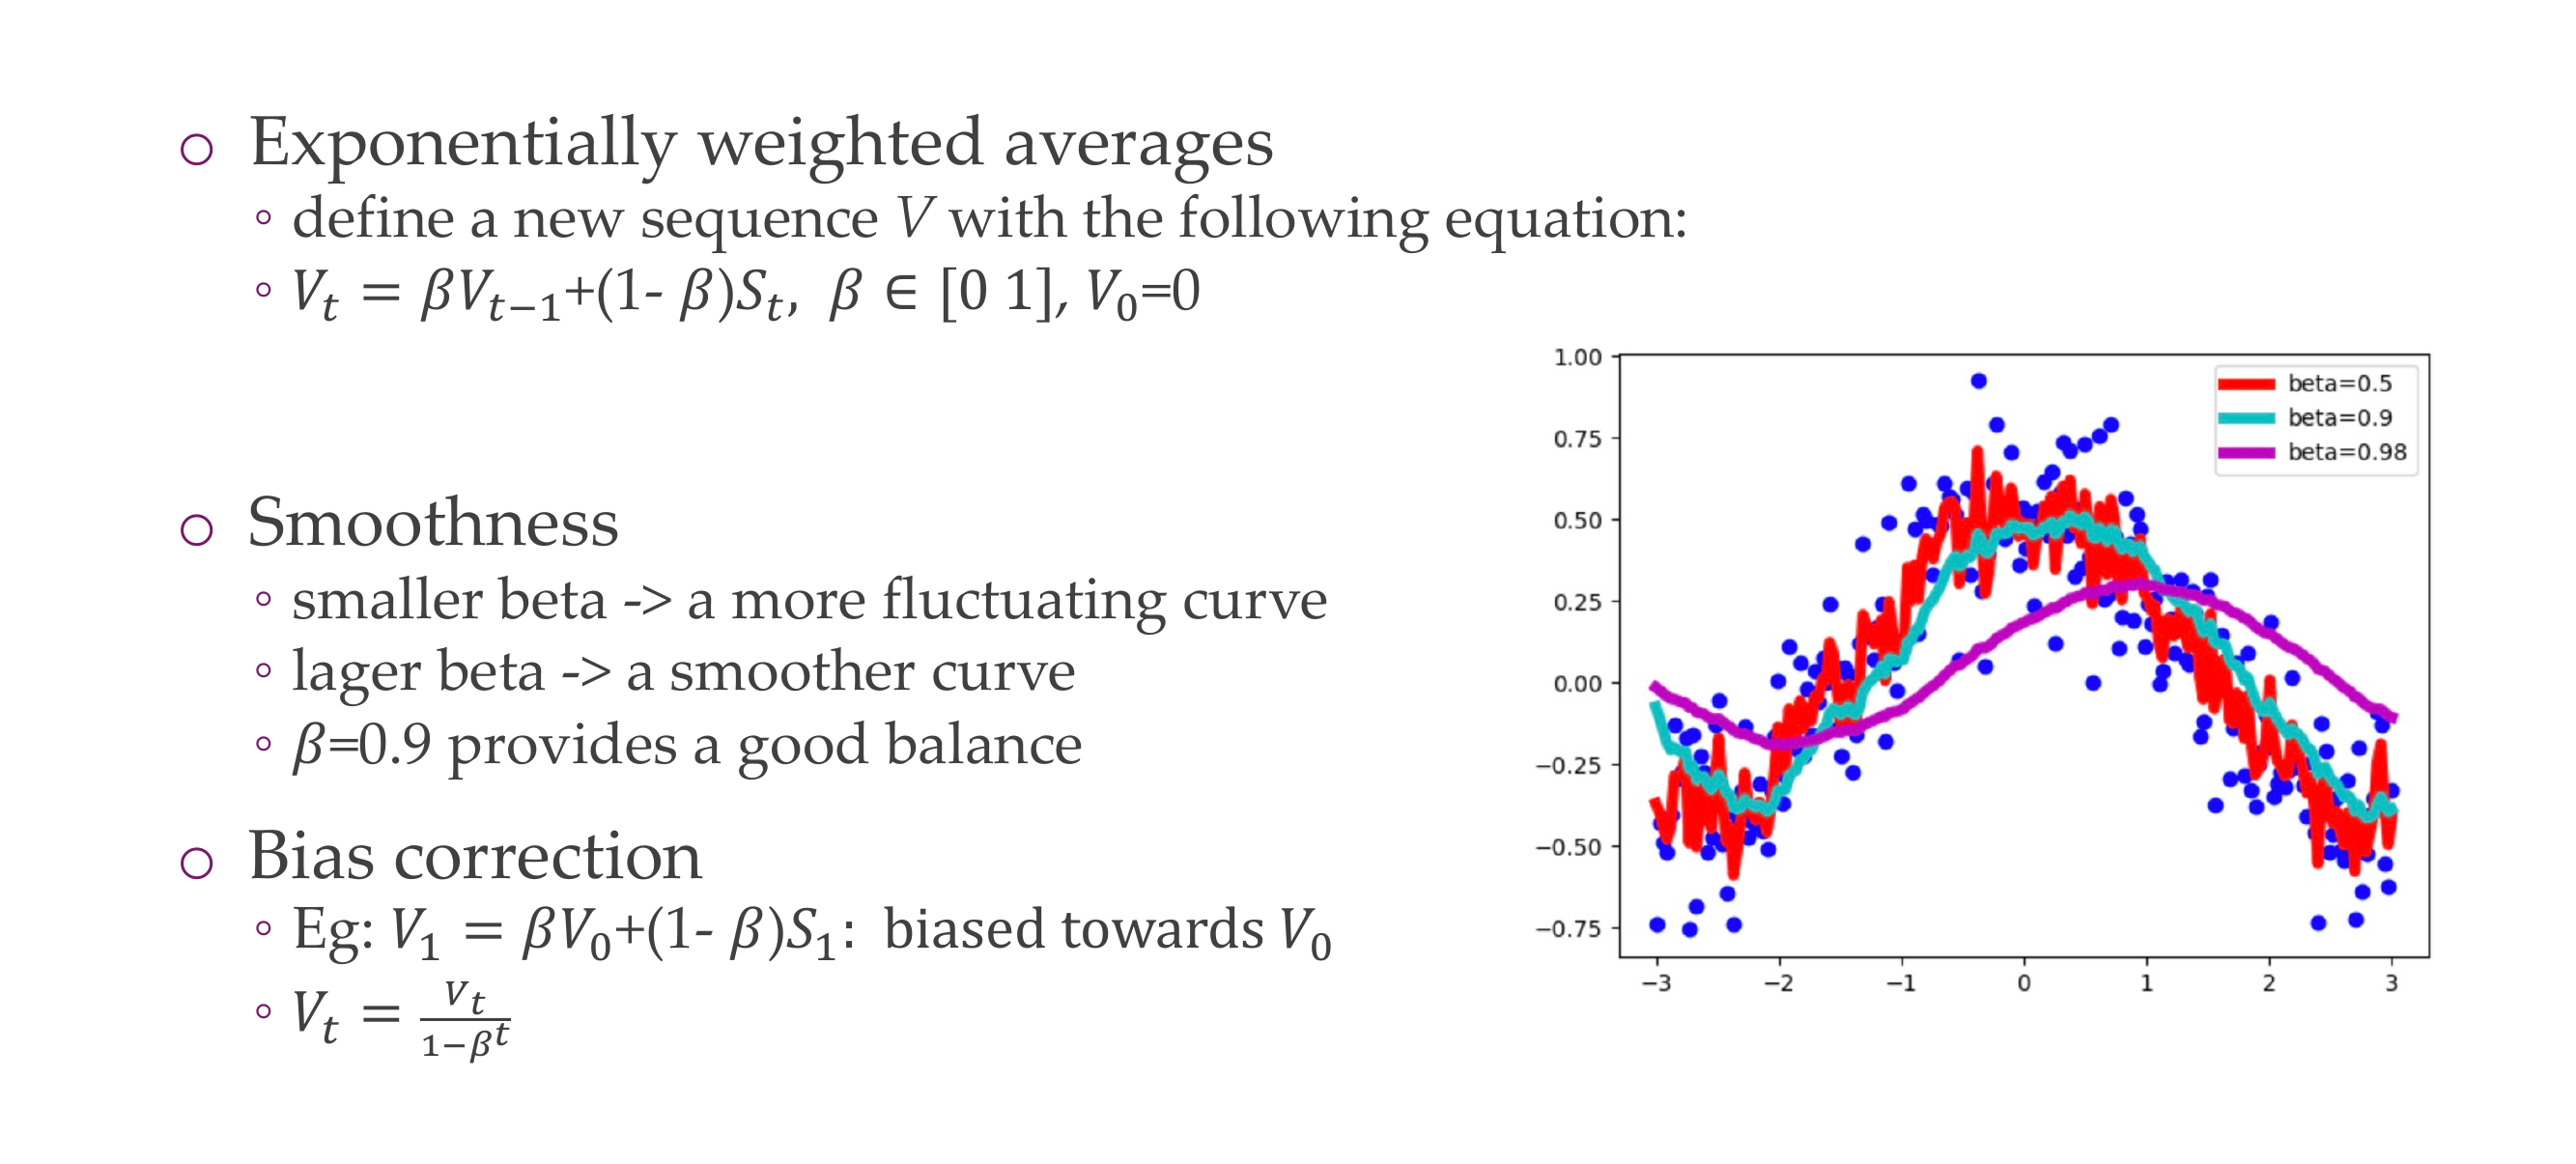 ○ Exponentially weighted averages
◦ define a new sequence V with the following equation:
◦ V_t = βV_{t−1}+(1- β)S_t, β ∈ [0 1], V_0=0
○ Smoothness
◦ smaller beta -> a more fluctuating curve
◦ lager beta -> a smoother curve
◦ β=0.9 provides a good balance
○ Bias correction
◦ Eg: V_1 = βV_0+(1- β)S_1: biased towards V_0
◦ V_t = V_t / (1−β^t)
beta=0.5
beta=0.9
beta=0.98
1.00
0.75
0.50
0.25
0.00
−0.25
−0.50
−0.75
−3 −2 −1 0 1 2 3